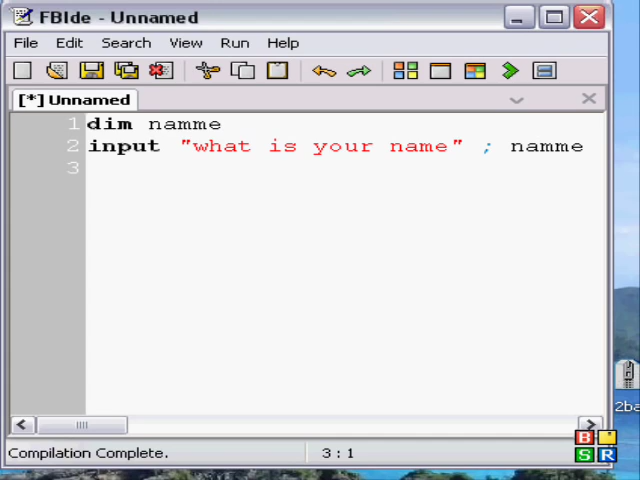 FBIde - Unnamed
File Edit Search View Run Help
[*] Unnamed
1 dim namme
2 input "what is your name" ; namme
3
2ba
B
S R
Compilation Complete. 3 : 1